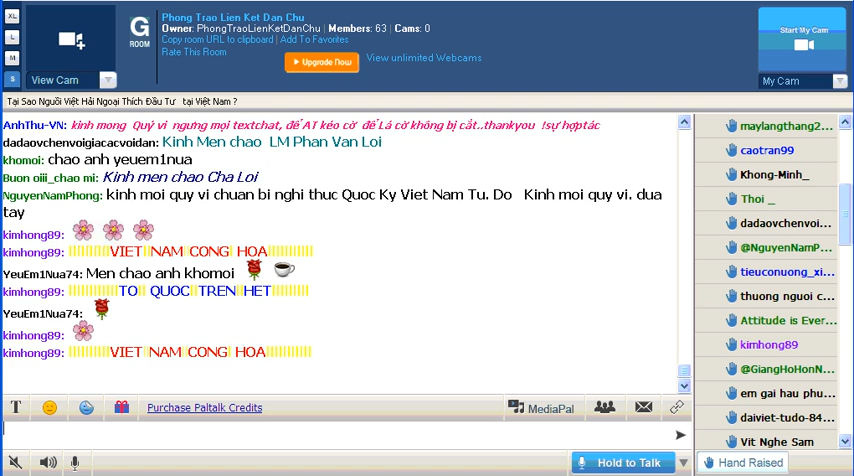 XL
L
M
S
View Cam
G
ROOM
Phong Trao Lien Ket Dan Chu
Owner: PhongTraoLienKetDanChu | Members: 63 | Cams: 0
Copy room URL to clipboard | Add To Favorites
Rate This Room
Upgrade Now
View unlimited Webcams
Start My Cam
My Cam
Tại Sao Người Việt Hải Ngoại Thích Đầu Tư tại Việt Nam ?
AnhThu-VN: kinh mong Quý vi ngưng mọi textchat, để AT kéo cờ để Lá cờ không bị cắt..thankyou !sự hợptác
dadaovchenvoigiacacvoidan: Kinh Men chao LM Phan Van Loi
khomoi: chao anh yeuem1nua
Buon oiii_chao mi: Kinh men chao Cha Loi
NguyenNamPhong: kinh moi quy vi chuan bi nghi thuc Quoc Ky Viet Nam Tu. Do Kinh moi quy vi. dua
tay
kimhong89:
kimhong89: ||||||||||VIET||NAM||CONG||HOA|||||||||||
YeuEm1Nua74: Men chao anh khomoi
kimhong89: ||||||||||||TO||QUOC||TREN||HET|||||||||
YeuEm1Nua74:
kimhong89:
kimhong89: ||||||||||VIET||NAM||CONG||HOA|||||||||||
maylangthang2...
caotran99
Khong-Minh_
Thoi _
dadaovchenvoi...
@NguyenNamP...
tieuconuong_xi...
thuong nguoi c...
Attitude is Ever...
kimhong89
@GiangHoHonN...
em gai hau phu...
daiviet-tudo-84...
Vit Nghe Sam
T
Purchase Paltalk Credits
MediaPal
Hold to Talk
Hand Raised